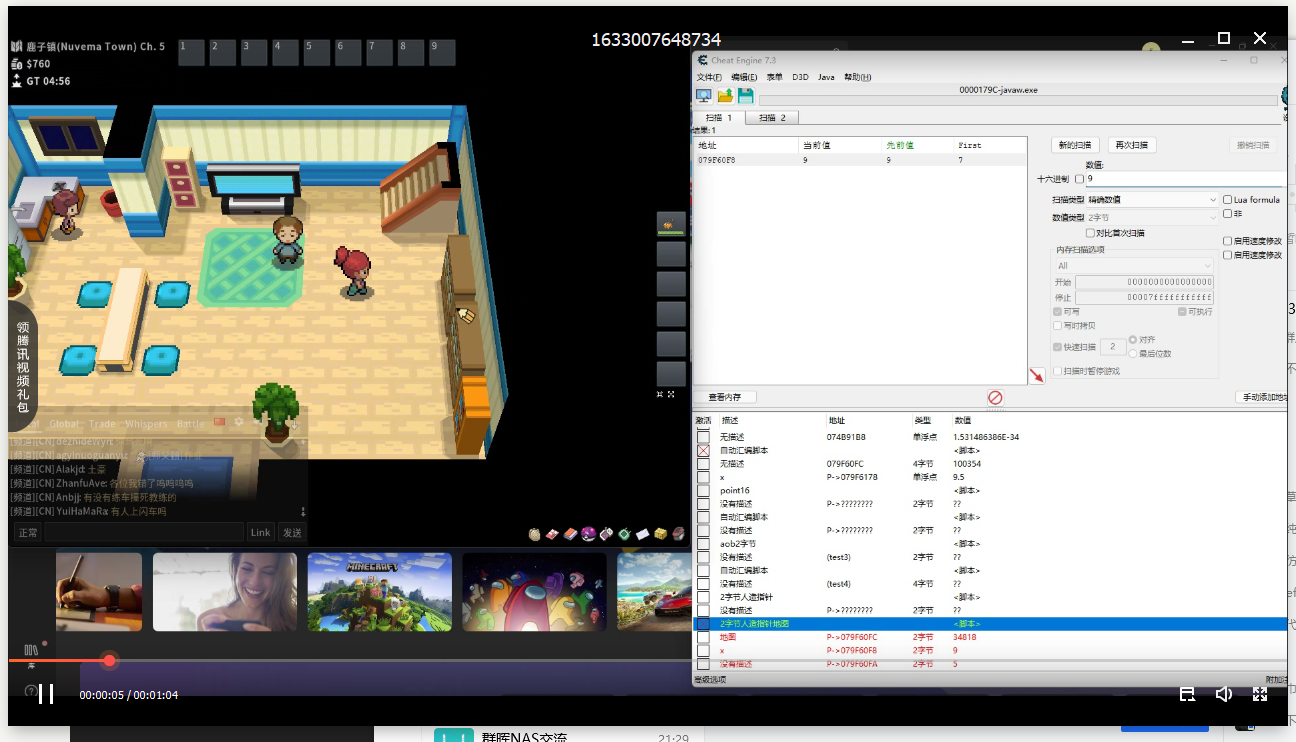 1633007648734
鹿子镇(Nuvema Town) Ch. 5
1 2 3 4 5 6 7 8 9
$760
GT 04:56
领腾讯视频礼包
Global Trade Whispers Battle
[频道][CN] dezhidewyn:
[频道][CN] agyinuoguanyu:
[频道][CN] Alakjd: 土豪
[频道][CN] ZhanfuAve: 各位我错了呜呜呜呜
[频道][CN] Anbjj: 有没有练车撞死教练的
[频道][CN] YuiHaMaRa: 有人上闪车吗
正常 Link 发送
MINECRAFT
库
00:00:05 / 00:01:04
Cheat Engine 7.3
文件(F) 编辑(E) 表单 D3D Java 帮助(H)
0000179C-javaw.exe
扫描 1 扫描 2
结果: 1
地址 当前值 先前值 First
079F60F8 9 9 7
新的扫描 再次扫描 撤销扫描
数值:
十六进制 9
扫描类型 精确数值 Lua formula
数值类型 2字节 非
对比首次扫描
内存扫描选项
启用速度修改
启用速度修改
All
开始 0000000000000000
停止 00007fffffffffff
可写 可执行
写时拷贝
快速扫描 2 对齐
最后位数
扫描时暂停游戏
查看内存 手动添加地
激活 描述 地址 类型 数值
无描述 074B91B8 单浮点 1.531486386E-34
自动汇编脚本 <脚本>
无描述 079F60FC 4字节 100354
x P->079F6178 单浮点 9.5
point16 <脚本>
没有描述 P->???????? 2字节 ??
自动汇编脚本 <脚本>
没有描述 P->???????? 2字节 ??
aob2字节 <脚本>
没有描述 (test3) 2字节 ??
自动汇编脚本 <脚本>
没有描述 (test4) 4字节 ??
2字节人造指针 <脚本>
没有描述 P->???????? 2字节 ??
2字节人造指针地图 <脚本>
地图 P->079F60FC 2字节 34818
x P->079F60F8 2字节 9
没有描述 P->079F60FA 2字节 5
高级选项 附加注
群晖NAS交流 21:29